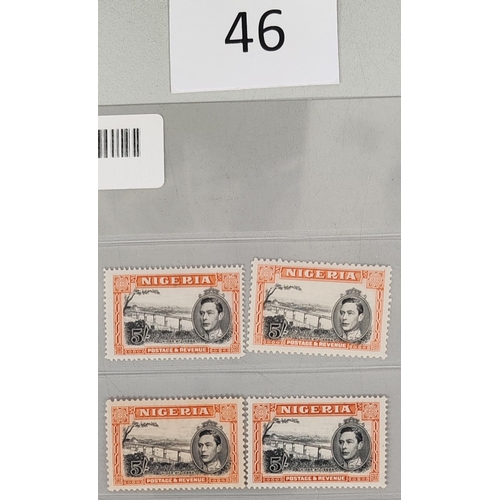 46
NIGERIA
5/-
POSTAGE & REVENUE
NIGERIA
5/-
POSTAGE & REVENUE
NIGERIA
5/-
POSTAGE & REVENUE
NIGERIA
5/-
POSTAGE & REVENUE